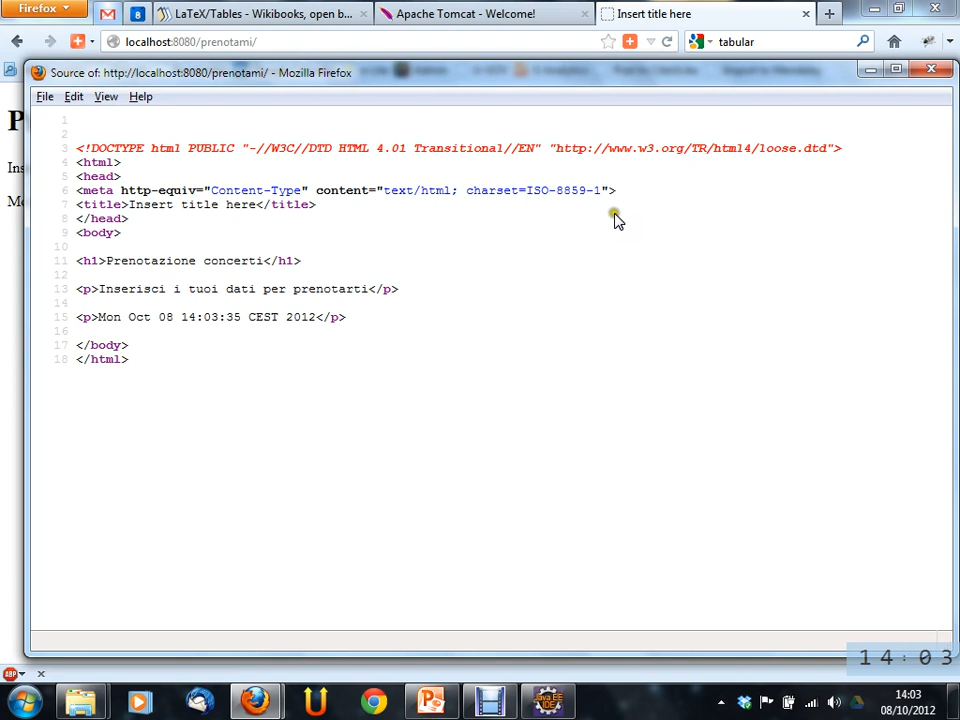 Firefox
8
LaTeX/Tables - Wikibooks, open b...
Apache Tomcat - Welcome!
Insert title here
localhost:8080/prenotami/
tabular
Source of: http://localhost:8080/prenotami/ - Mozilla Firefox
File Edit View Help
1
2
3 <!DOCTYPE html PUBLIC "-//W3C//DTD HTML 4.01 Transitional//EN" "http://www.w3.org/TR/html4/loose.dtd">
4 <html>
5 <head>
6 <meta http-equiv="Content-Type" content="text/html; charset=ISO-8859-1">
7 <title>Insert title here</title>
8 </head>
9 <body>
10
11 <h1>Prenotazione concerti</h1>
12
13 <p>Inserisci i tuoi dati per prenotarti</p>
14
15 <p>Mon Oct 08 14:03:35 CEST 2012</p>
16
17 </body>
18 </html>
P
Ins
Mo
14:03
ABP
14:03
08/10/2012